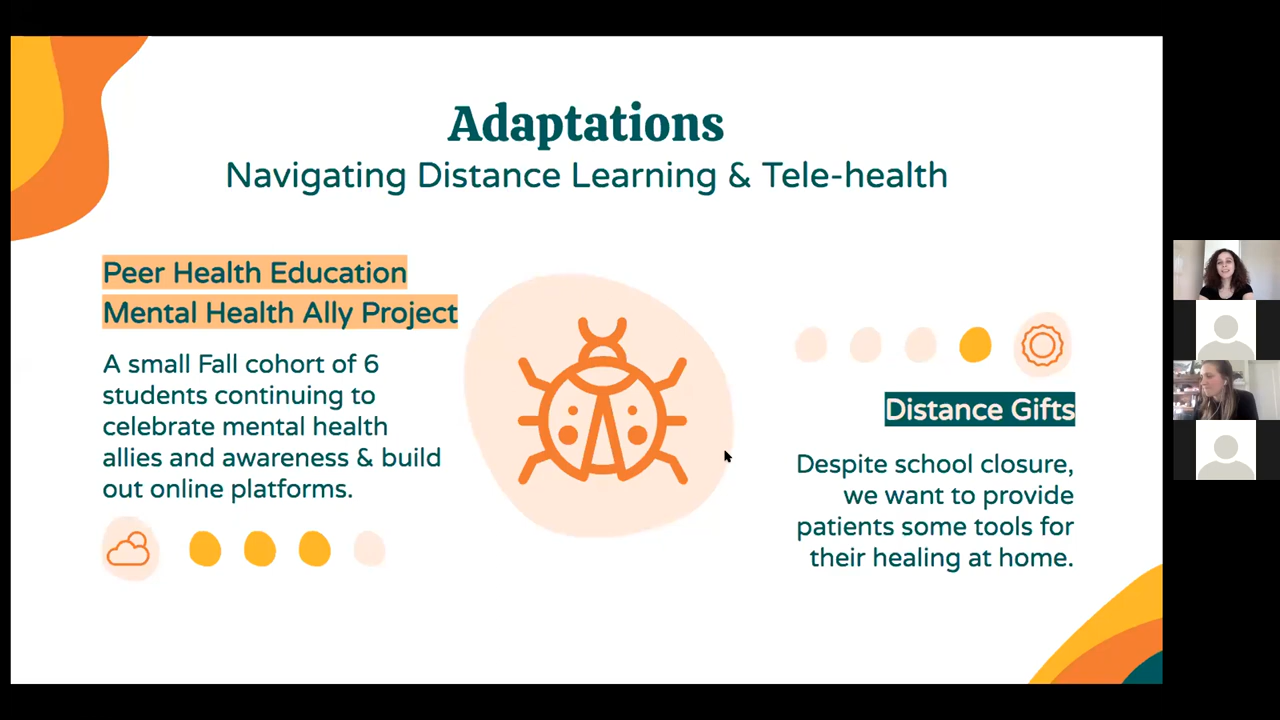 Adaptations
Navigating Distance Learning & Tele-health
Peer Health Education
Mental Health Ally Project
A small Fall cohort of 6
students continuing to
celebrate mental health
allies and awareness & build
out online platforms.
Distance Gifts
Despite school closure,
we want to provide
patients some tools for
their healing at home.